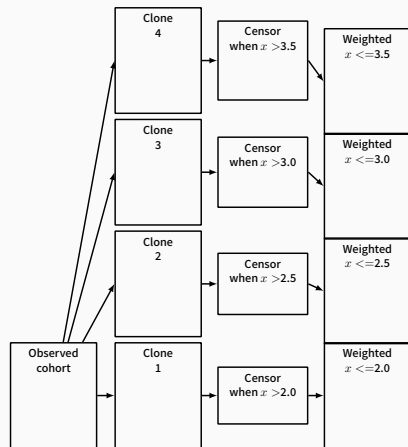 Clone
4
Censor
when x >3.5
Weighted
x <=3.5
Clone
3
Censor
when x >3.0
Weighted
x <=3.0
Clone
2
Censor
when x >2.5
Weighted
x <=2.5
Observed
cohort
Clone
1
Censor
when x >2.0
Weighted
x <=2.0